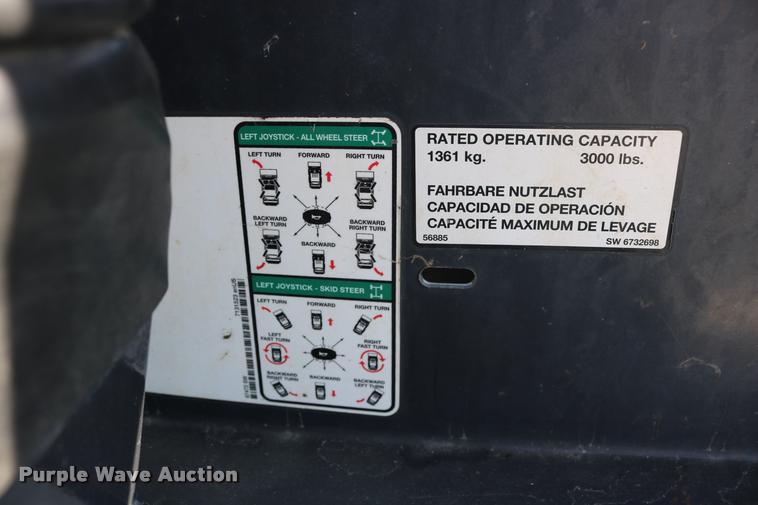 LEFT JOYSTICK - ALL WHEEL STEER
LEFT TURN FORWARD RIGHT TURN
BACKWARD LEFT TURN BACKWARD BACKWARD RIGHT TURN
LEFT JOYSTICK - SKID STEER
LEFT TURN FORWARD RIGHT TURN
LEFT FAST TURN RIGHT FAST TURN
BACKWARD RIGHT TURN BACKWARD BACKWARD LEFT TURN
7131523 enUS
RATED OPERATING CAPACITY
1361 kg. 3000 lbs.
FAHRBARE NUTZLAST
CAPACIDAD DE OPERACIÓN
CAPACITÉ MAXIMUM DE LEVAGE
56885 SW 6732698
Purple Wave Auction